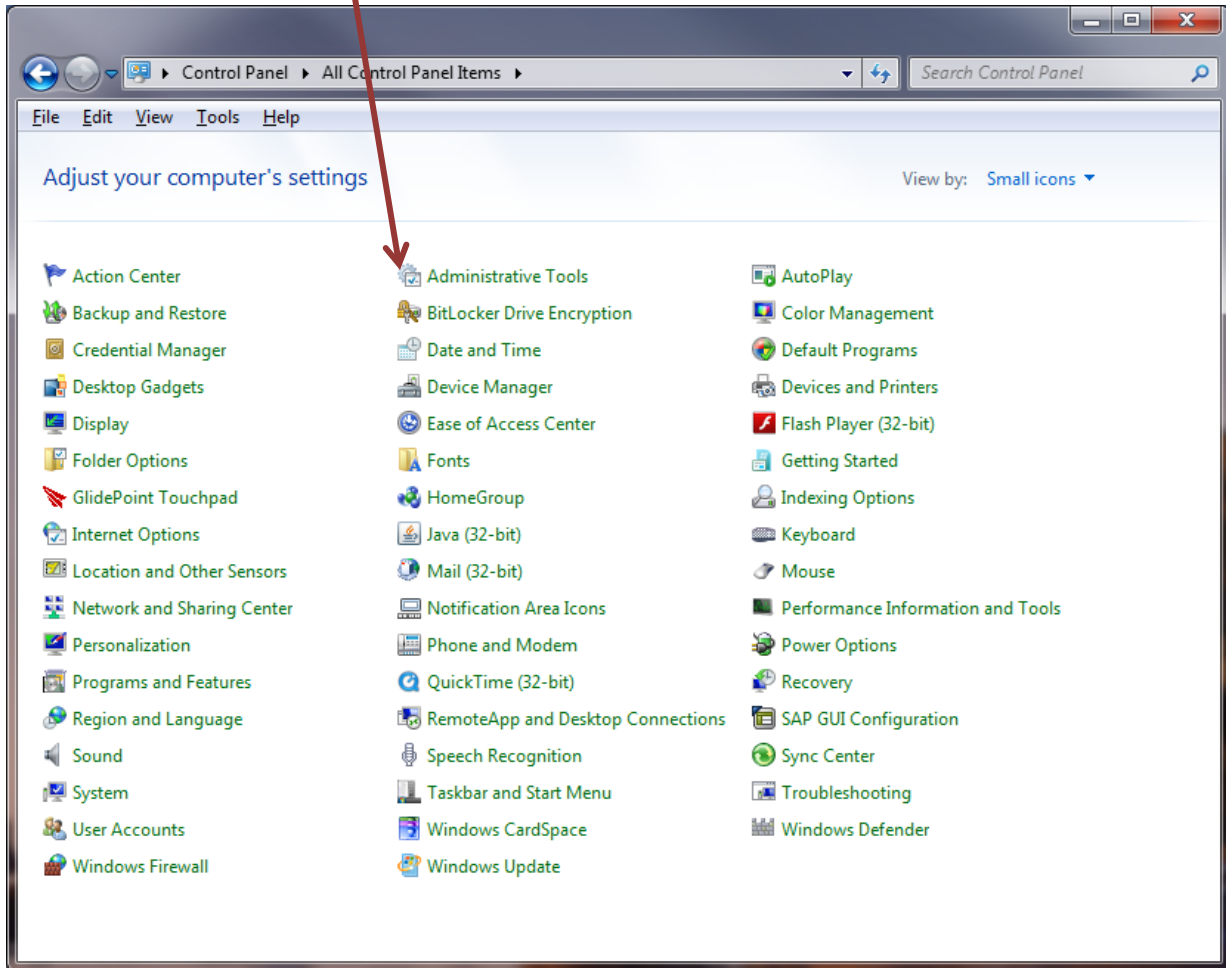 Control Panel All Control Panel Items Search Control Panel
File Edit View Tools Help
Adjust your computer's settings View by: Small icons
Action Center Administrative Tools AutoPlay
Backup and Restore BitLocker Drive Encryption Color Management
Credential Manager Date and Time Default Programs
Desktop Gadgets Device Manager Devices and Printers
Display Ease of Access Center Flash Player (32-bit)
Folder Options Fonts Getting Started
GlidePoint Touchpad HomeGroup Indexing Options
Internet Options Java (32-bit) Keyboard
Location and Other Sensors Mail (32-bit) Mouse
Network and Sharing Center Notification Area Icons Performance Information and Tools
Personalization Phone and Modem Power Options
Programs and Features QuickTime (32-bit) Recovery
Region and Language RemoteApp and Desktop Connections SAP GUI Configuration
Sound Speech Recognition Sync Center
System Taskbar and Start Menu Troubleshooting
User Accounts Windows CardSpace Windows Defender
Windows Firewall Windows Update